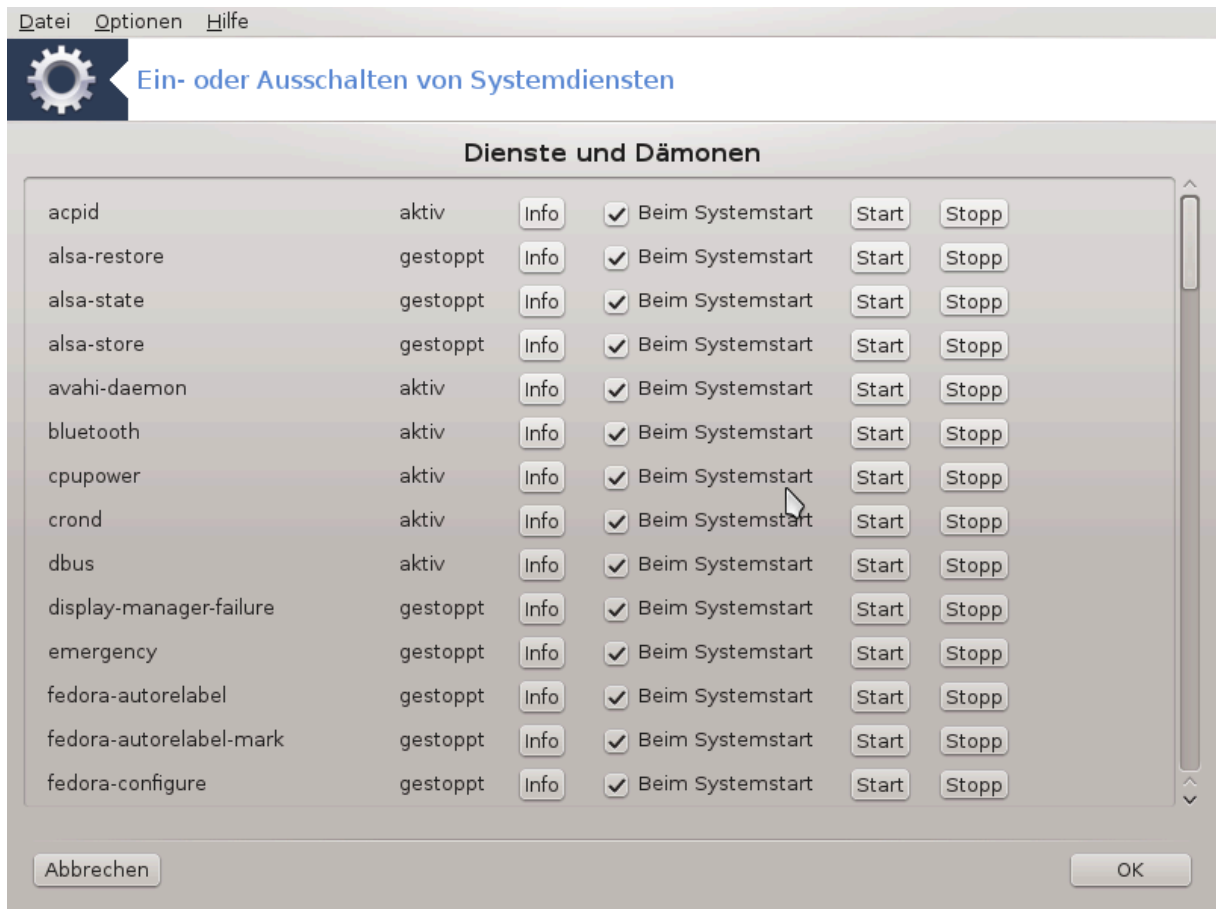 Datei Optionen Hilfe
Ein- oder Ausschalten von Systemdiensten
Dienste und Dämonen
acpid aktiv Info Beim Systemstart Start Stopp
alsa-restore gestoppt Info Beim Systemstart Start Stopp
alsa-state gestoppt Info Beim Systemstart Start Stopp
alsa-store gestoppt Info Beim Systemstart Start Stopp
avahi-daemon aktiv Info Beim Systemstart Start Stopp
bluetooth aktiv Info Beim Systemstart Start Stopp
cpupower aktiv Info Beim Systemstart Start Stopp
crond aktiv Info Beim Systemstart Start Stopp
dbus aktiv Info Beim Systemstart Start Stopp
display-manager-failure gestoppt Info Beim Systemstart Start Stopp
emergency gestoppt Info Beim Systemstart Start Stopp
fedora-autorelabel gestoppt Info Beim Systemstart Start Stopp
fedora-autorelabel-mark gestoppt Info Beim Systemstart Start Stopp
fedora-configure gestoppt Info Beim Systemstart Start Stopp
Abbrechen OK